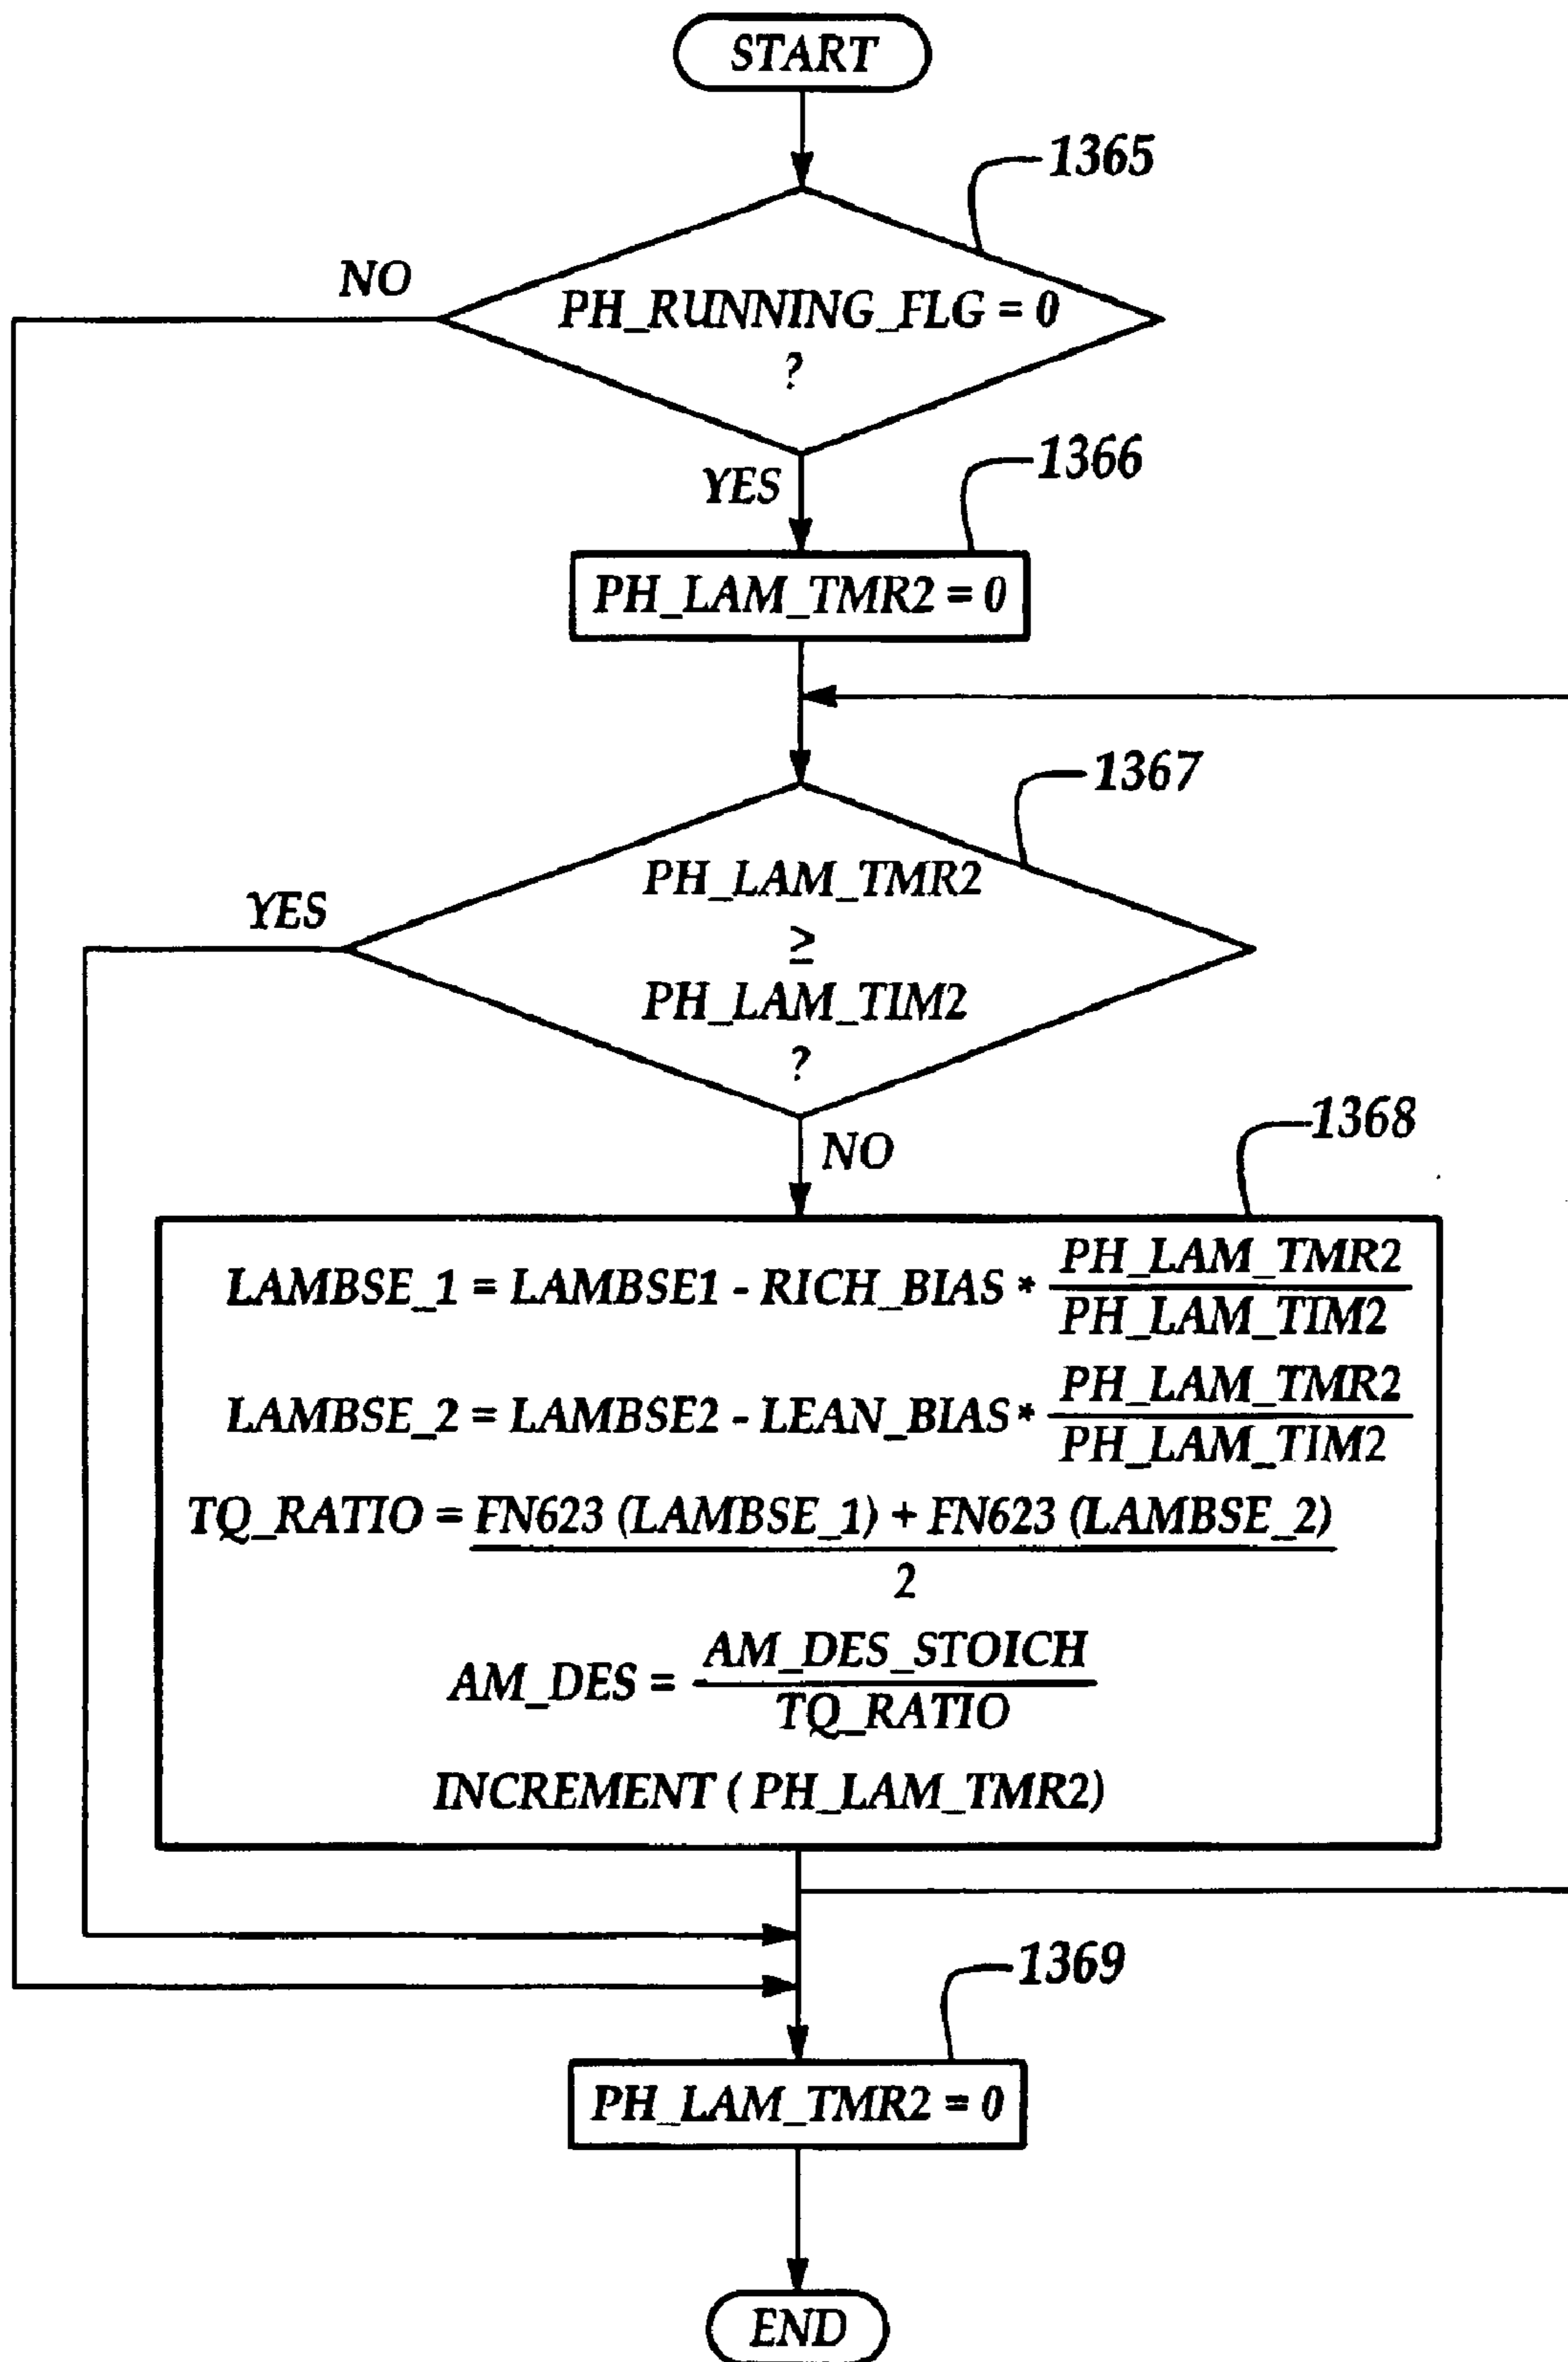 START
1365
NO
PH_RUNNING_FLG = 0
?
YES
1366
PH_LAM_TMR2 = 0
1367
YES
PH_LAM_TMR2
≥
PH_LAM_TIM2
?
NO
1368
LAMBSE_1 = LAMBSE1 - RICH_BIAS * PH_LAM_TMR2
PH_LAM_TIM2
LAMBSE_2 = LAMBSE2 - LEAN_BIAS * PH_LAM_TMR2
PH_LAM_TIM2
TQ_RATIO = FN623 (LAMBSE_1) + FN623 (LAMBSE_2)
2
AM_DES = AM_DES_STOICH
TQ_RATIO
INCREMENT ( PH_LAM_TMR2)
1369
PH_LAM_TMR2 = 0
END